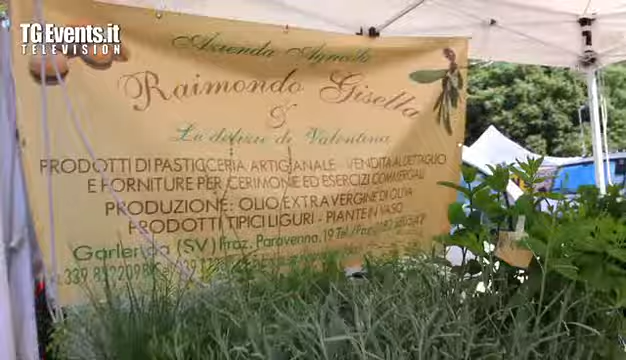 TG Events.it
TELEVISION
Azienda Agricola
Raimondo Gisella
&
Le delizie di Valentina
PRODOTTI DI PASTICCERIA ARTIGIANALE - VENDITA AL DETTAGLIO
E FORNITURE PER CERIMONIE ED ESERCIZI COMMERCIALI
PRODUZIONE: OLIO EXTRAVERGINE DI OLIVA
PRODOTTI TIPICI LIGURI - PIANTE IN VASO
Garlenda (SV) Fraz. Paravenna, 19 Tel./Fax